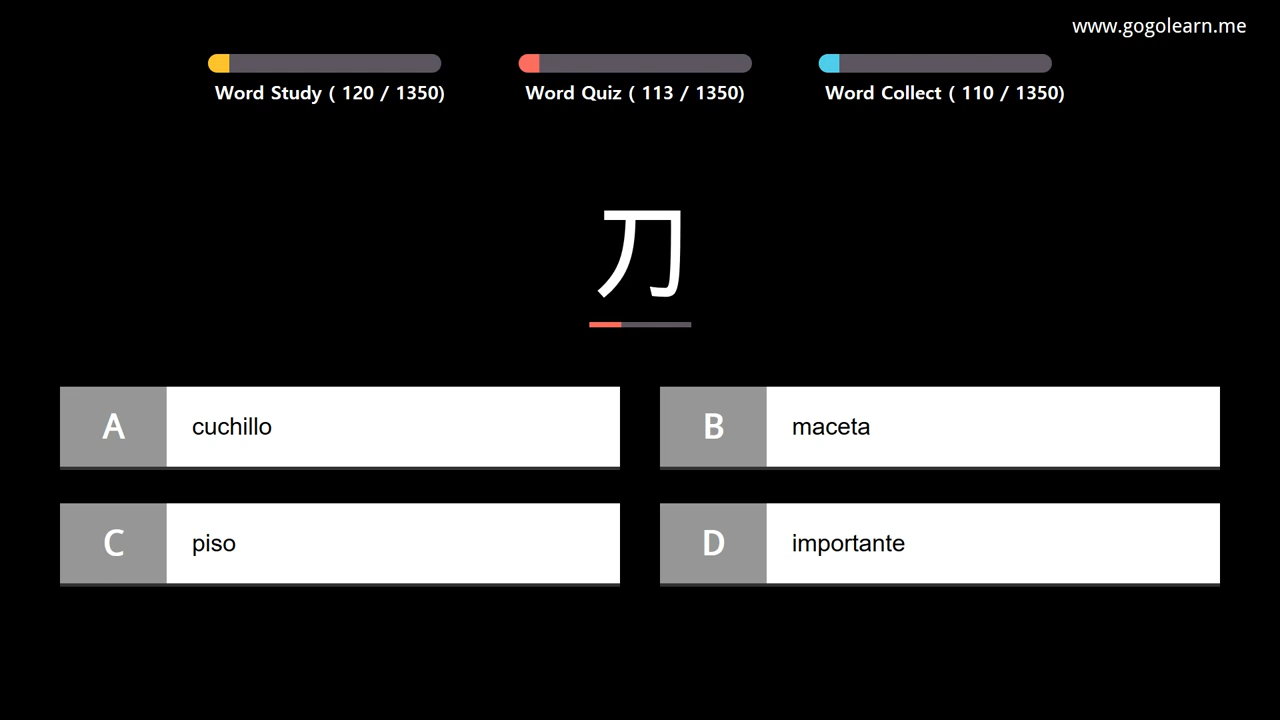 www.gogolearn.me
Word Study ( 120 / 1350)
Word Quiz ( 113 / 1350)
Word Collect ( 110 / 1350)
刀
A cuchillo
B maceta
C piso
D importante